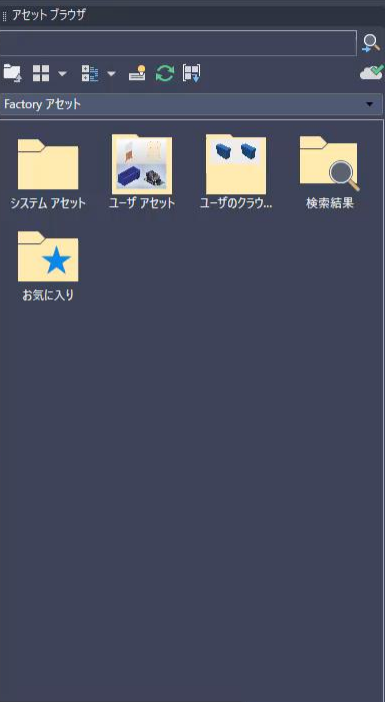 アセット ブラウザ
Factory アセット
システム アセット
ユーザ アセット
ユーザのクラウ...
検索結果
お気に入り